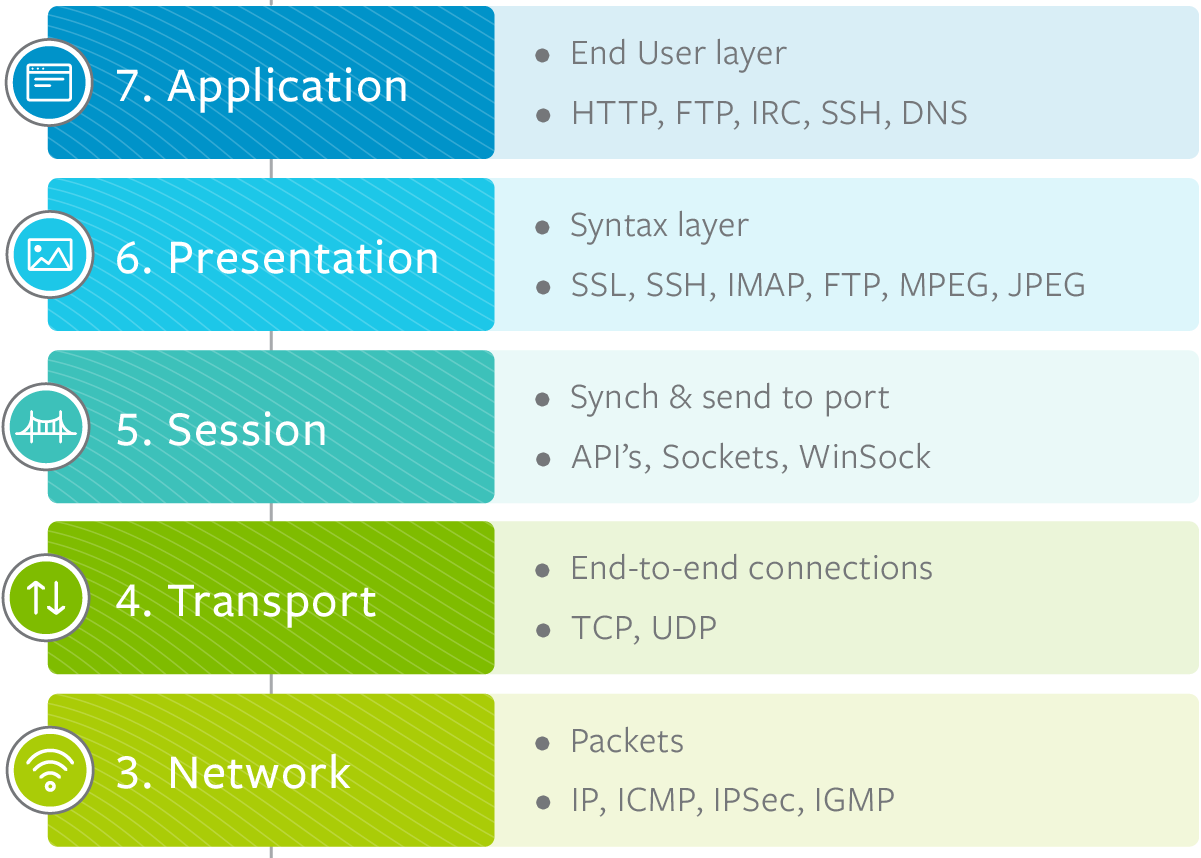 7. Application
● End User layer
● HTTP, FTP, IRC, SSH, DNS
6. Presentation
● Syntax layer
● SSL, SSH, IMAP, FTP, MPEG, JPEG
5. Session
● Synch & send to port
● API’s, Sockets, WinSock
4. Transport
● End-to-end connections
● TCP, UDP
3. Network
● Packets
● IP, ICMP, IPSec, IGMP